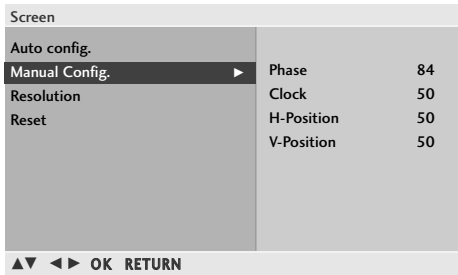 Screen
Auto config.
Manual Config. ►
Resolution
Reset
Phase 84
Clock 50
H-Position 50
V-Position 50
▲▼ ◄► OK RETURN